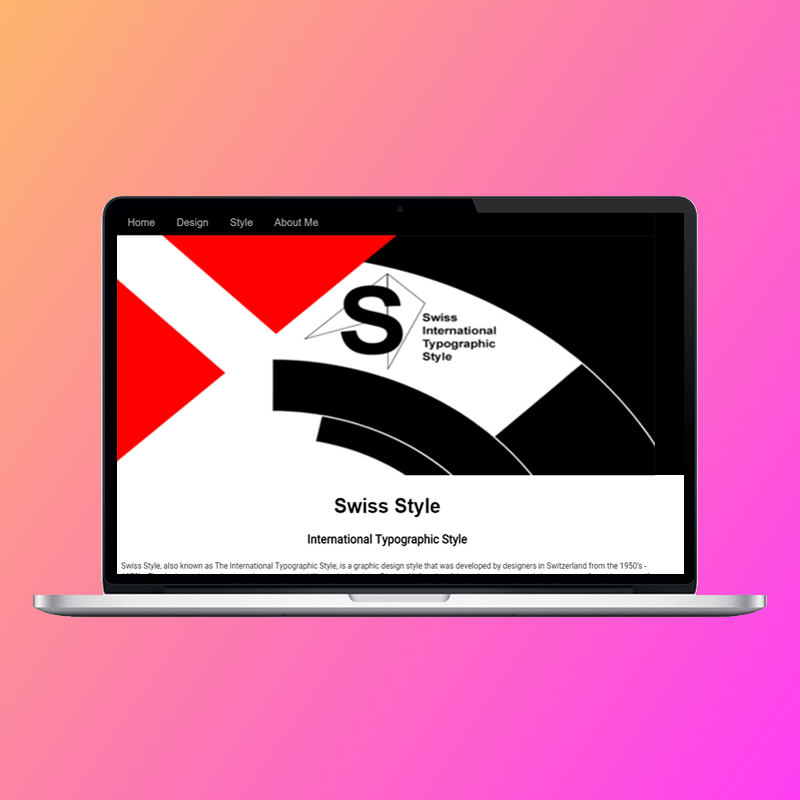 Home Design Style About Me
S
Swiss
International
Typographic
Style
Swiss Style
International Typographic Style
Swiss Style, also known as The International Typographic Style, is a graphic design style that was developed by designers in Switzerland from the 1950's -